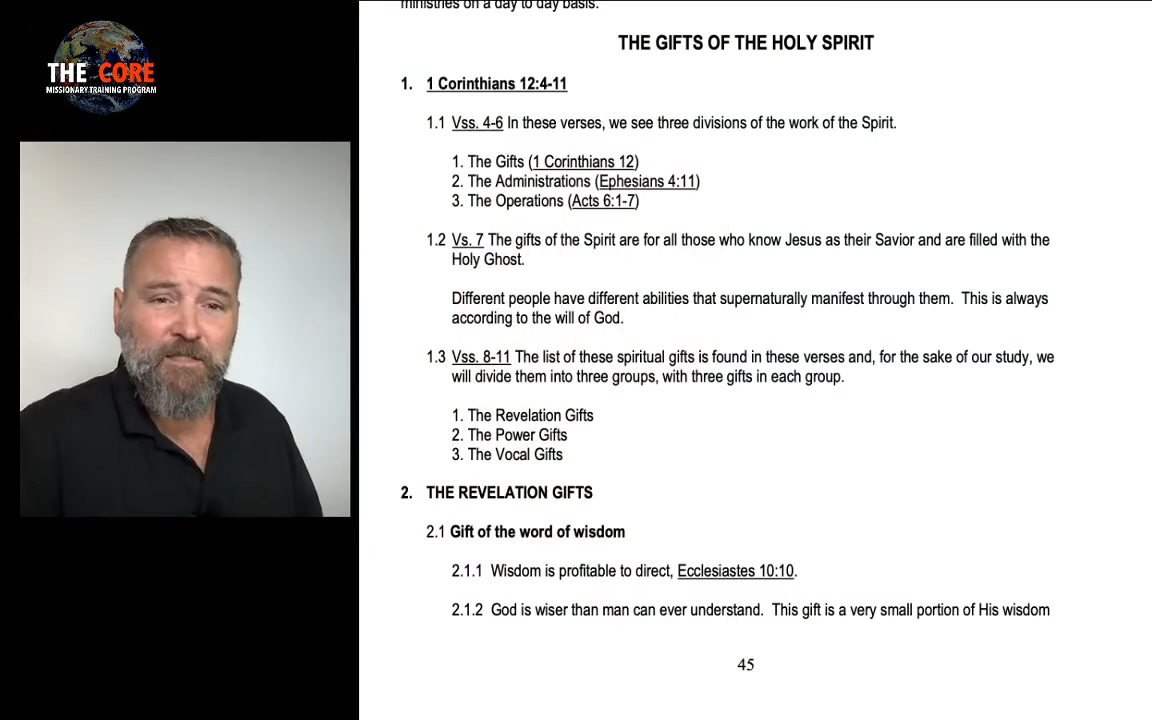 THE CORE
MISSIONARY TRAINING PROGRAM
ministries on a day to day basis.
THE GIFTS OF THE HOLY SPIRIT
1. 1 Corinthians 12:4-11
1.1 Vss. 4-6 In these verses, we see three divisions of the work of the Spirit.
1. The Gifts (1 Corinthians 12)
2. The Administrations (Ephesians 4:11)
3. The Operations (Acts 6:1-7)
1.2 Vs. 7 The gifts of the Spirit are for all those who know Jesus as their Savior and are filled with the
Holy Ghost.
Different people have different abilities that supernaturally manifest through them. This is always
according to the will of God.
1.3 Vss. 8-11 The list of these spiritual gifts is found in these verses and, for the sake of our study, we
will divide them into three groups, with three gifts in each group.
1. The Revelation Gifts
2. The Power Gifts
3. The Vocal Gifts
2. THE REVELATION GIFTS
2.1 Gift of the word of wisdom
2.1.1 Wisdom is profitable to direct, Ecclesiastes 10:10.
2.1.2 God is wiser than man can ever understand. This gift is a very small portion of His wisdom
45